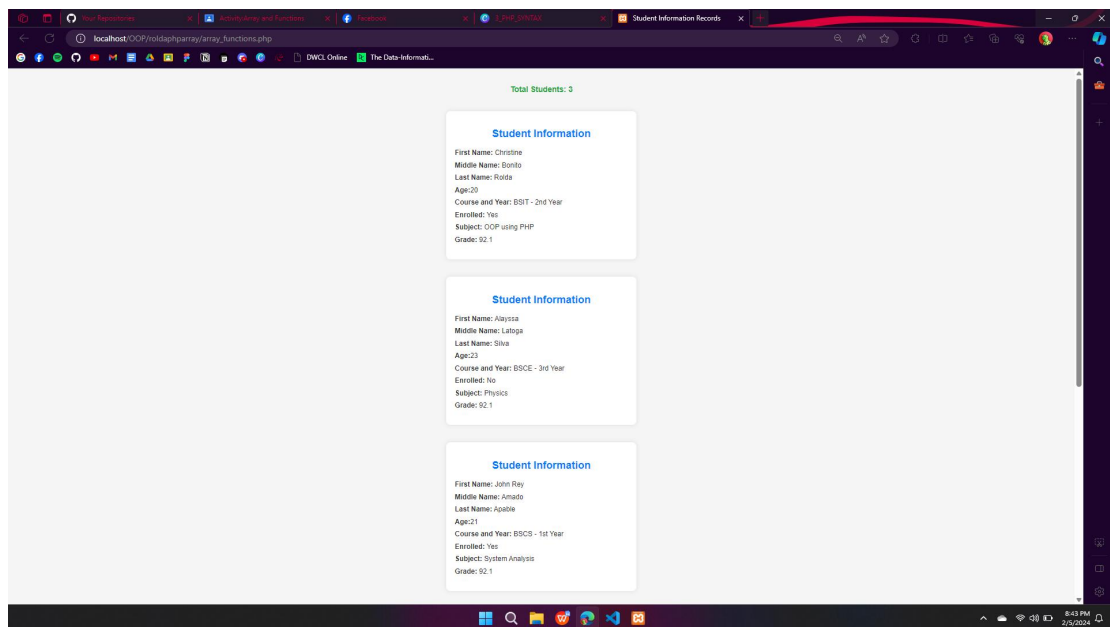 Your Repositories
Activity:Array and Functions
Facebook
3_PHP_SYNTAX
Student Information Records
localhost/OOP/roldaphparray/array_functions.php
DWCL Online
The Data-Informati...
Total Students: 3
Student Information
First Name: Christine
Middle Name: Bonito
Last Name: Rolda
Age:20
Course and Year: BSIT - 2nd Year
Enrolled: Yes
Subject: OOP using PHP
Grade: 92.1
Student Information
First Name: Alayssa
Middle Name: Latoga
Last Name: Silva
Age:23
Course and Year: BSCE - 3rd Year
Enrolled: No
Subject: Physics
Grade: 92.1
Student Information
First Name: John Rey
Middle Name: Amado
Last Name: Apable
Age:21
Course and Year: BSCS - 1st Year
Enrolled: Yes
Subject: System Analysis
Grade: 92.1
8:43 PM
2/5/2024